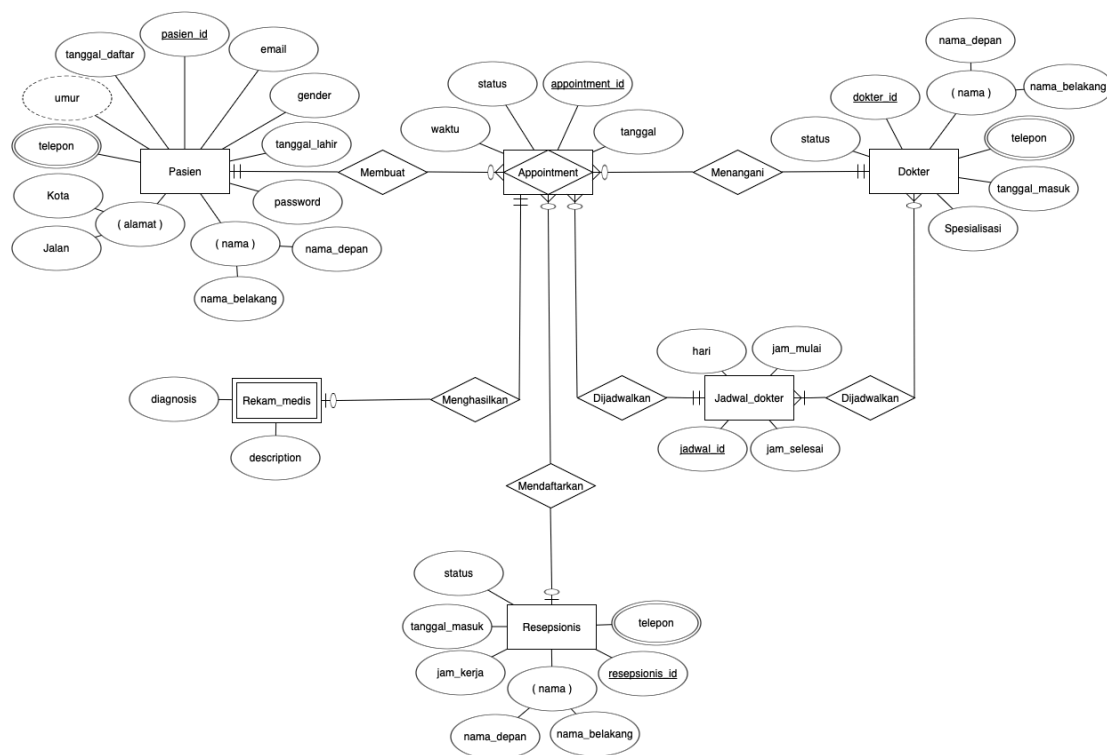 pasien_id
tanggal_daftar
email
umur
gender
telepon
tanggal_lahir
Pasien
Kota
password
( alamat )
Jalan
( nama )
nama_depan
nama_belakang
Membuat
status
appointment_id
waktu
tanggal
Appointment
Menangani
nama_depan
dokter_id
( nama )
nama_belakang
status
telepon
Dokter
tanggal_masuk
Spesialisasi
hari
jam_mulai
Dijadwalkan
Jadwal_dokter
Dijadwalkan
jadwal_id
jam_selesai
diagnosis
Rekam_medis
Menghasilkan
description
Mendaftarkan
status
tanggal_masuk
Resepsionis
telepon
jam_kerja
resepsionis_id
( nama )
nama_depan
nama_belakang